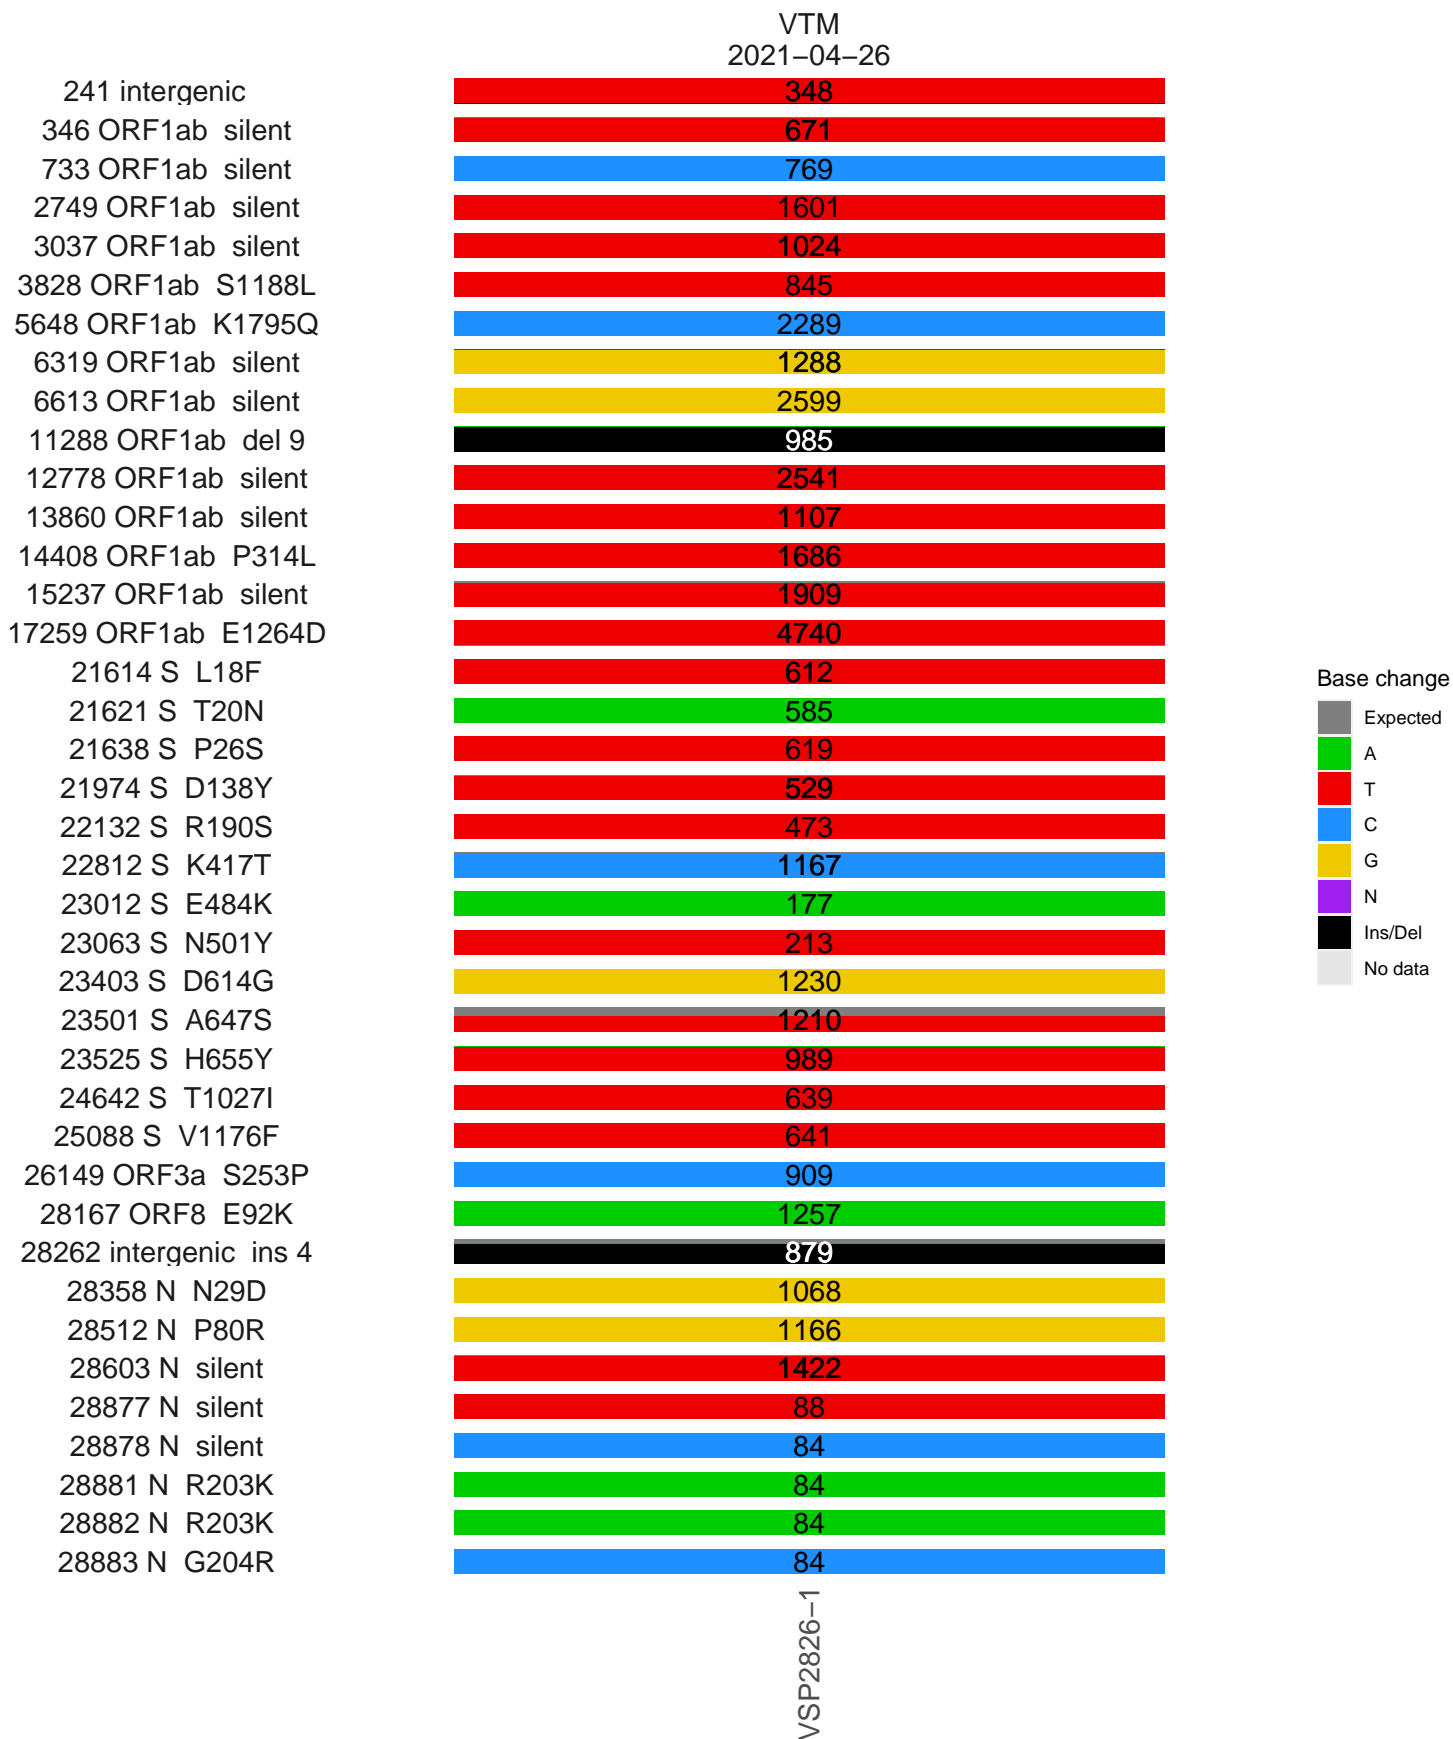 VTM
2021−04−26
241 intergenic 348
346 ORF1ab silent 671
733 ORF1ab silent 769
2749 ORF1ab silent 1601
3037 ORF1ab silent 1024
3828 ORF1ab S1188L 845
5648 ORF1ab K1795Q 2289
6319 ORF1ab silent 1288
6613 ORF1ab silent 2599
11288 ORF1ab del 9 985
12778 ORF1ab silent 2541
13860 ORF1ab silent 1107
14408 ORF1ab P314L 1686
15237 ORF1ab silent 1909
17259 ORF1ab E1264D 4740
21614 S L18F 612
21621 S T20N 585
21638 S P26S 619
21974 S D138Y 529
22132 S R190S 473
22812 S K417T 1167
23012 S E484K 177
23063 S N501Y 213
23403 S D614G 1230
23501 S A647S 1210
23525 S H655Y 989
24642 S T1027I 639
25088 S V1176F 641
26149 ORF3a S253P 909
28167 ORF8 E92K 1257
28262 intergenic ins 4 879
28358 N N29D 1068
28512 N P80R 1166
28603 N silent 1422
28877 N silent 88
28878 N silent 84
28881 N R203K 84
28882 N R203K 84
28883 N G204R 84
VSP2826−1
Base change
Expected
A
T
C
G
N
Ins/Del
No data